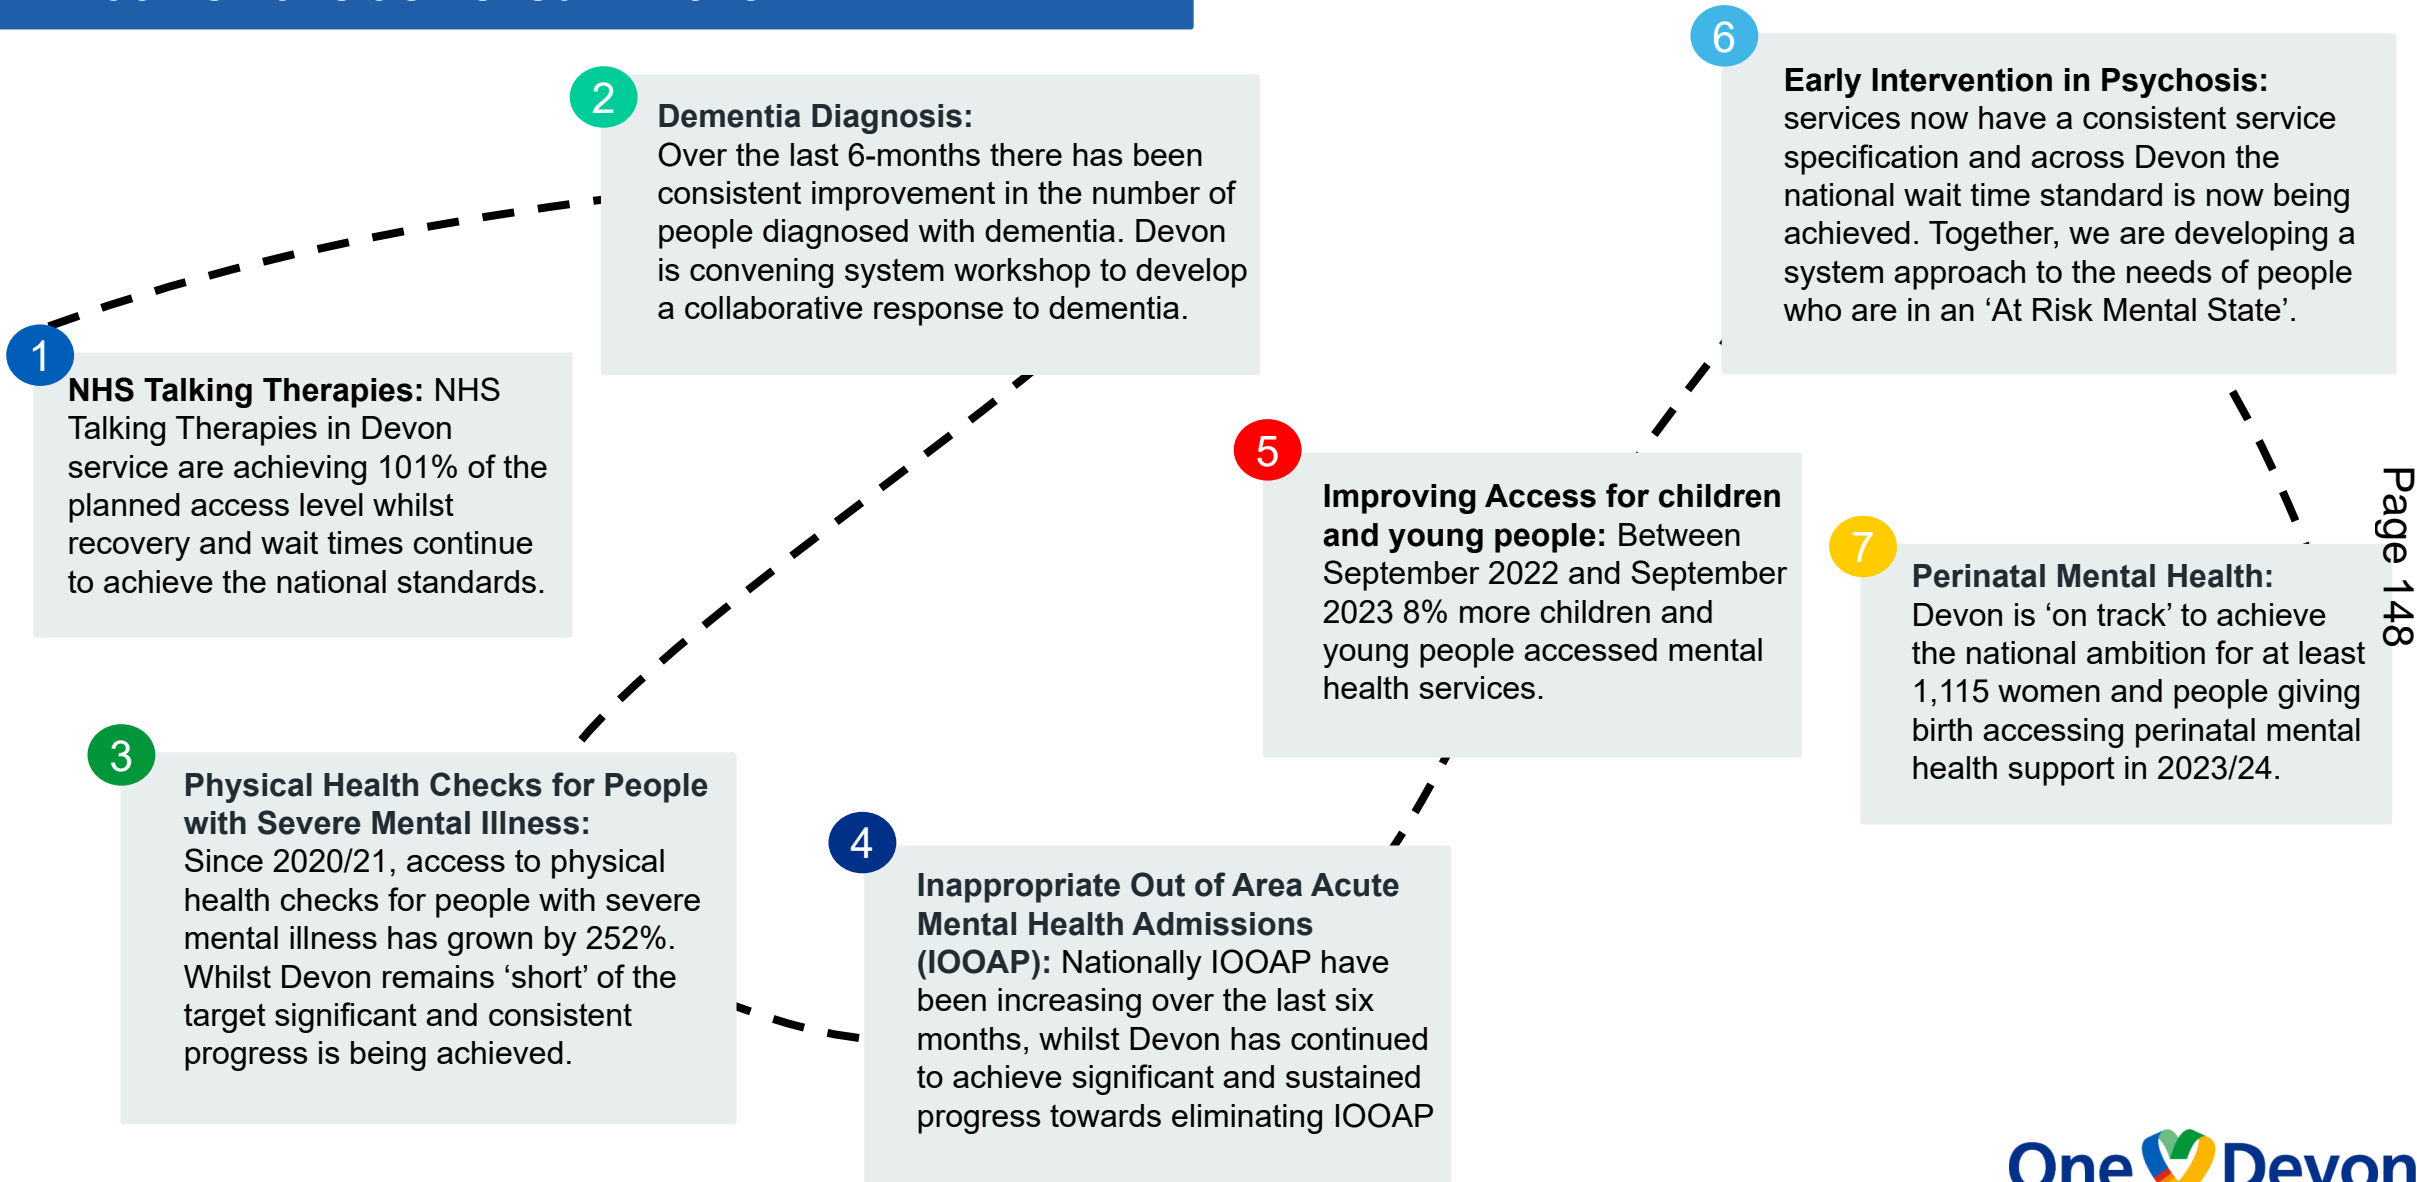 1
NHS Talking Therapies: NHS
Talking Therapies in Devon
service are achieving 101% of the
planned access level whilst
recovery and wait times continue
to achieve the national standards.
2
Dementia Diagnosis:
Over the last 6-months there has been
consistent improvement in the number of
people diagnosed with dementia. Devon
is convening system workshop to develop
a collaborative response to dementia.
3
Physical Health Checks for People
with Severe Mental Illness:
Since 2020/21, access to physical
health checks for people with severe
mental illness has grown by 252%.
Whilst Devon remains ‘short’ of the
target significant and consistent
progress is being achieved.
4
Inappropriate Out of Area Acute
Mental Health Admissions
(IOOAP): Nationally IOOAP have
been increasing over the last six
months, whilst Devon has continued
to achieve significant and sustained
progress towards eliminating IOOAP
5
Improving Access for children
and young people: Between
September 2022 and September
2023 8% more children and
young people accessed mental
health services.
6
Early Intervention in Psychosis:
services now have a consistent service
specification and across Devon the
national wait time standard is now being
achieved. Together, we are developing a
system approach to the needs of people
who are in an ‘At Risk Mental State’.
7
Perinatal Mental Health:
Devon is ‘on track’ to achieve
the national ambition for at least
1,115 women and people giving
birth accessing perinatal mental
health support in 2023/24.
Page 148
One Devon